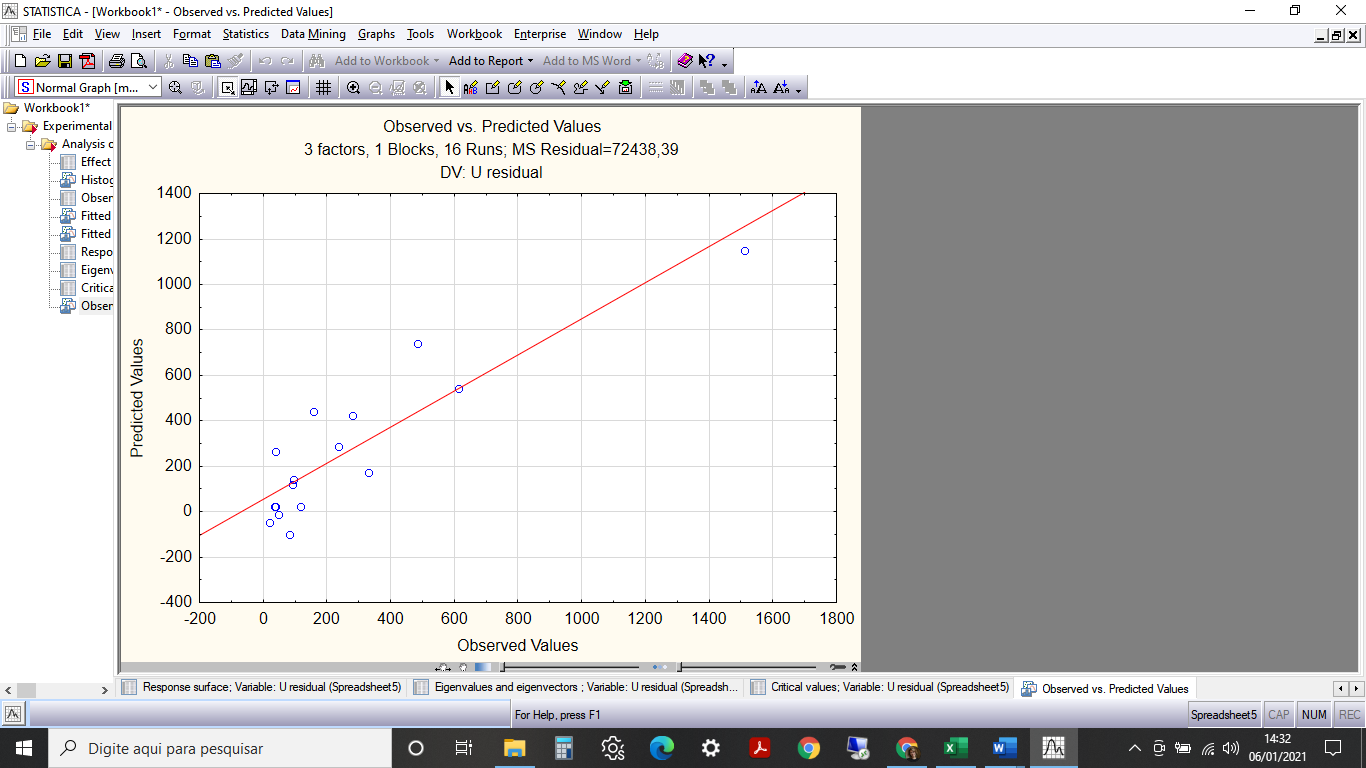 STATISTICA - [Workbook1* - Observed vs. Predicted Values]
File Edit View Insert Format Statistics Data Mining Graphs Tools Workbook Enterprise Window Help
Add to Workbook Add to Report Add to MS Word
Normal Graph [m...
Workbook1*
Experimental
Analysis c
Effect
Histog
Obser
Fitted
Fitted
Respo
Eigenv
Critica
Obser
Observed vs. Predicted Values
3 factors, 1 Blocks, 16 Runs; MS Residual=72438,39
DV: U residual
1400
1200
1000
800
600
400
200
0
-200
-400
Predicted Values
-200 0 200 400 600 800 1000 1200 1400 1600 1800
Observed Values
Response surface; Variable: U residual (Spreadsheet5) Eigenvalues and eigenvectors ; Variable: U residual (Spreadsh... Critical values; Variable: U residual (Spreadsheet5) Observed vs. Predicted Values
For Help, press F1 Spreadsheet5 CAP NUM REC
Digite aqui para pesquisar
14:32
06/01/2021